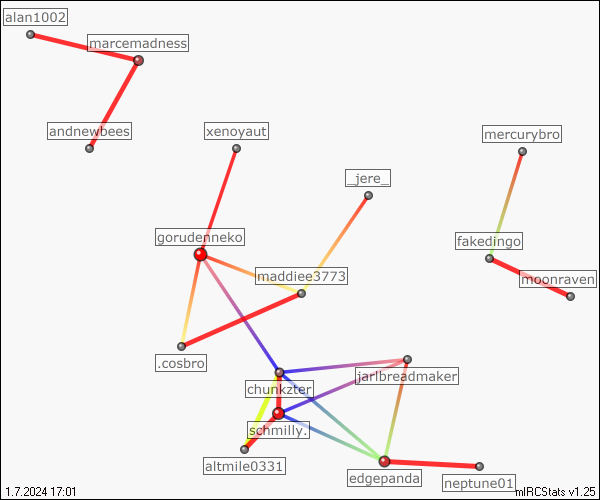 alan1002
marcemadness
andnewbees
xenoyaut
mercurybro
_jere_
gorudenneko
fakedingo
maddiee3773
moonraven
.cosbro
jarlbreadmaker
chunkzter
schmilly.
altmile0331
edgepanda
neptune01
1.7.2024 17:01
mIRCStats v1.25